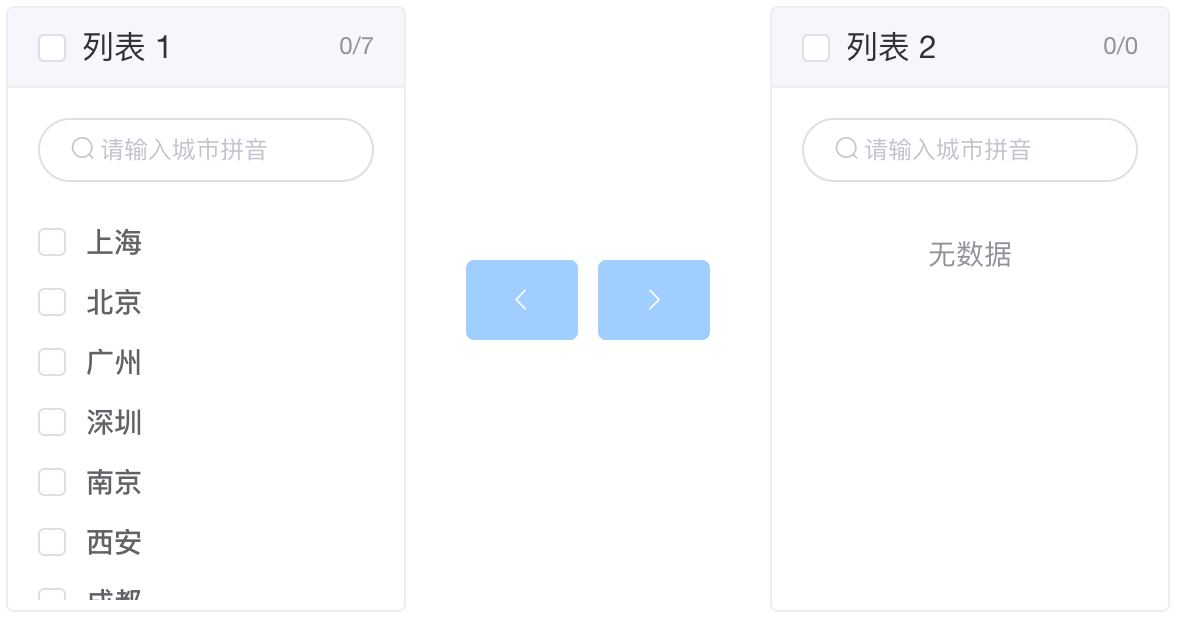 列表 1
0/7
请输入城市拼音
上海
北京
广州
深圳
南京
西安
成都
列表 2
0/0
请输入城市拼音
无数据